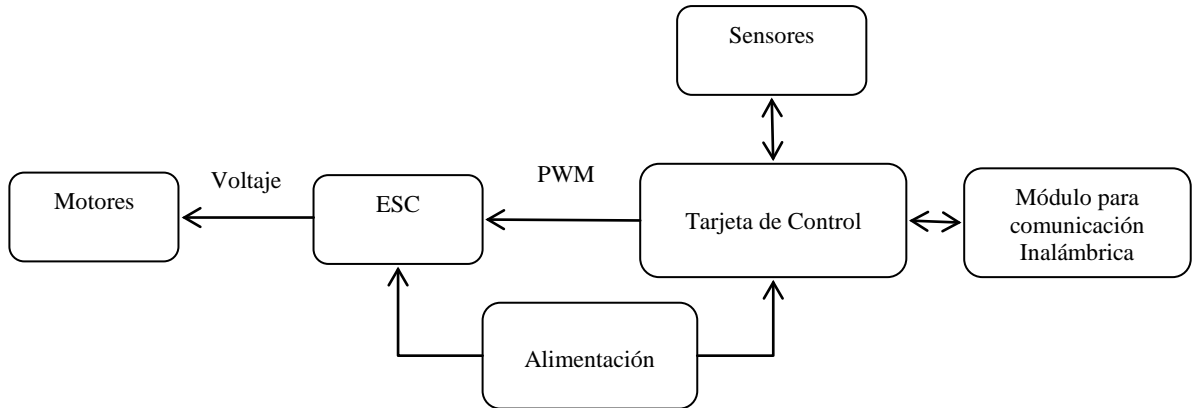 Sensores
Voltaje
PWM
Motores
ESC
Tarjeta de Control
Módulo para
comunicación
Inalámbrica
Alimentación